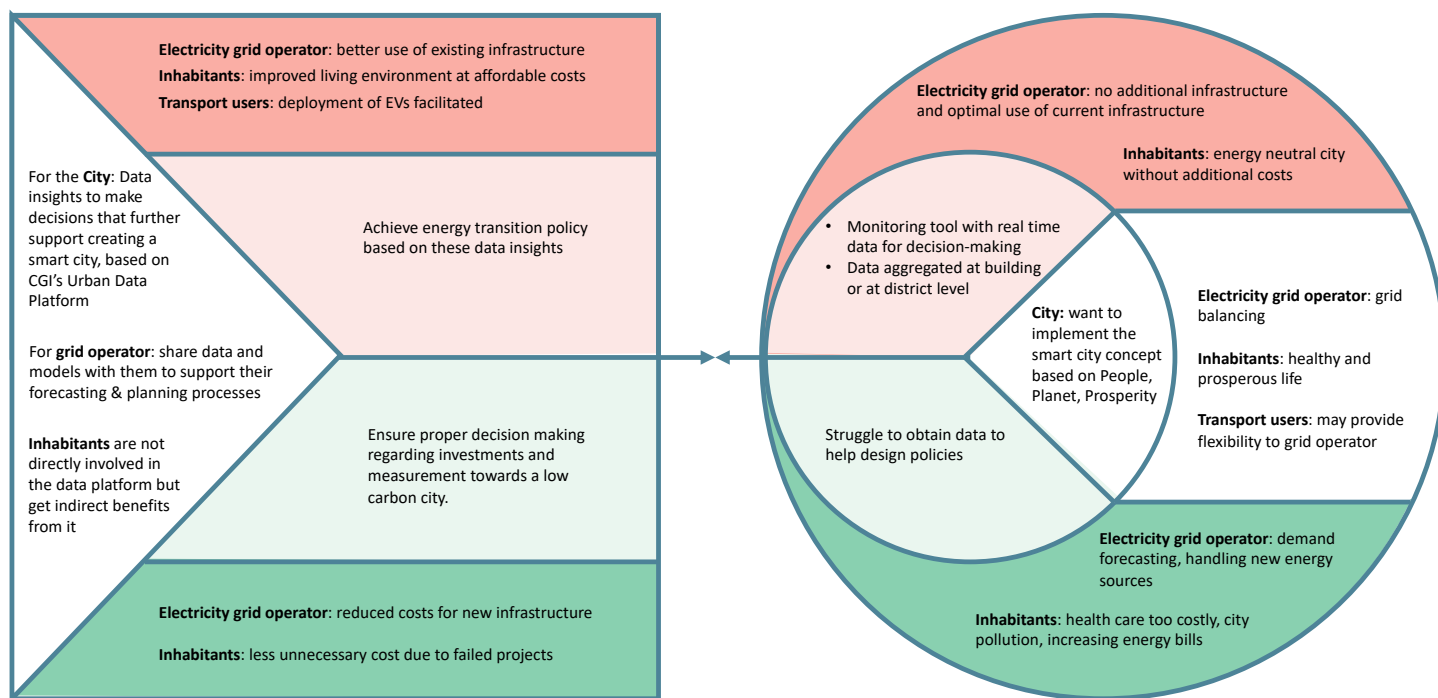 Electricity grid operator: better use of existing infrastructure
Inhabitants: improved living environment at affordable costs
Transport users: deployment of EVs facilitated
For the City: Data
insights to make
decisions that further
support creating a
smart city, based on
CGI’s Urban Data
Platform
For grid operator: share data and
models with them to support their
forecasting & planning processes
Inhabitants are not
directly involved in
the data platform but
get indirect benefits
from it
Achieve energy transition policy
based on these data insights
Ensure proper decision making
regarding investments and
measurement towards a low
carbon city.
Electricity grid operator: reduced costs for new infrastructure
Inhabitants: less unnecessary cost due to failed projects
Electricity grid operator: no additional infrastructure
and optimal use of current infrastructure
Inhabitants: energy neutral city
without additional costs
• Monitoring tool with real time
data for decision-making
• Data aggregated at building
or at district level
City: want to
implement the
smart city concept
based on People,
Planet, Prosperity
Electricity grid operator: grid
balancing
Inhabitants: healthy and
prosperous life
Transport users: may provide
flexibility to grid operator
Struggle to obtain data to
help design policies
Electricity grid operator: demand
forecasting, handling new energy
sources
Inhabitants: health care too costly, city
pollution, increasing energy bills